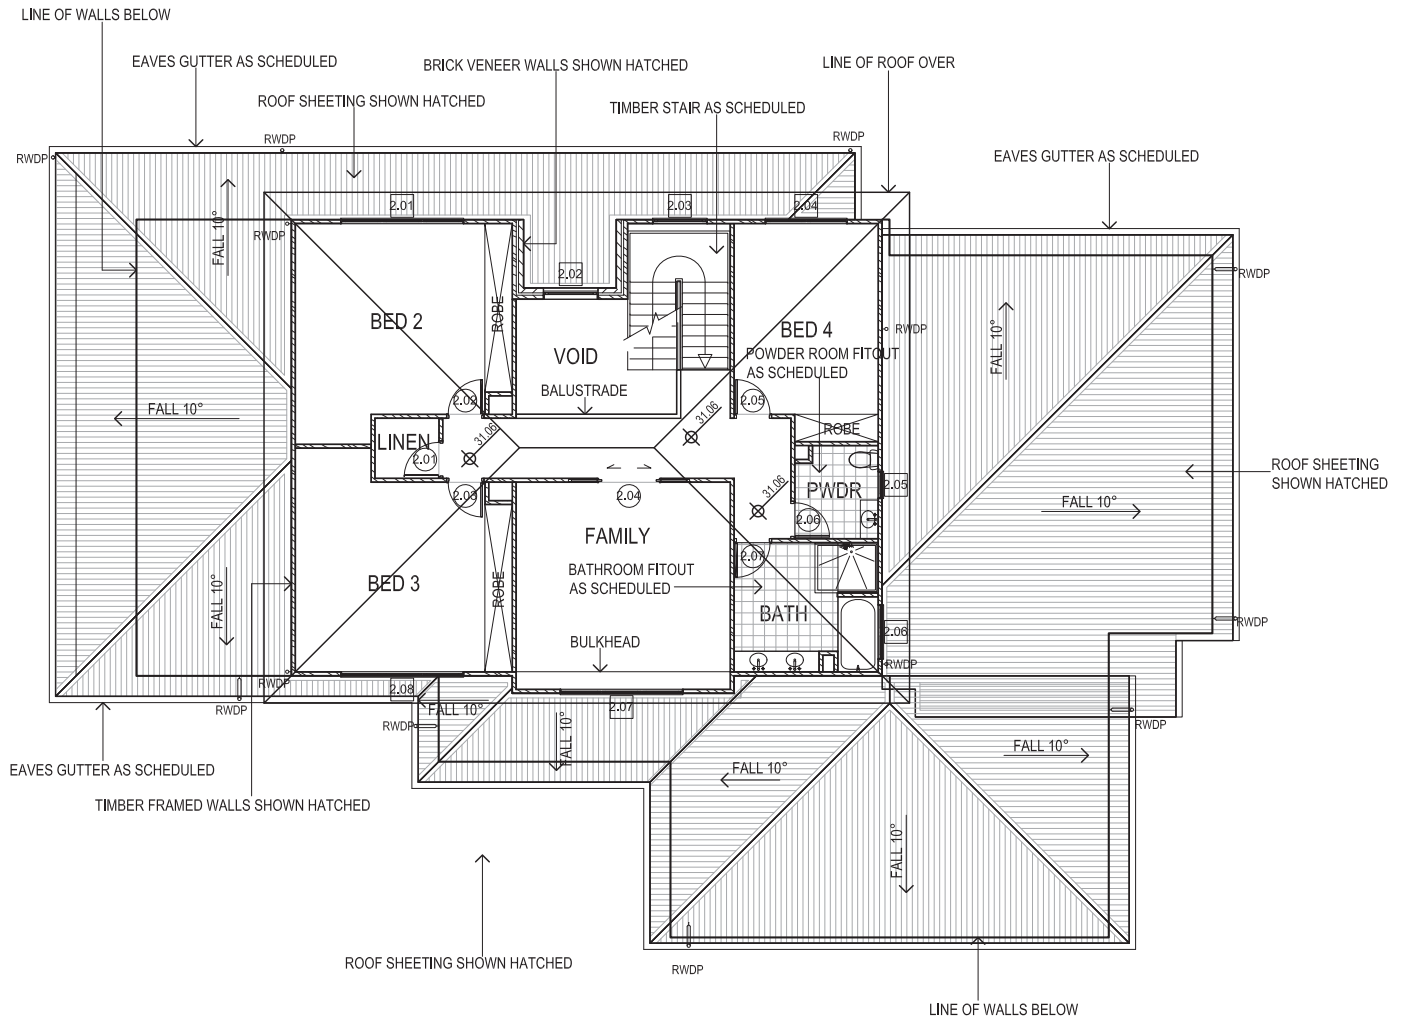 LINE OF WALLS BELOW
EAVES GUTTER AS SCHEDULED
BRICK VENEER WALLS SHOWN HATCHED
LINE OF ROOF OVER
ROOF SHEETING SHOWN HATCHED
TIMBER STAIR AS SCHEDULED
RWDP
RWDP
RWDP
EAVES GUTTER AS SCHEDULED
2.01
2.03
2.04
FALL 10°
RWDP
2.02
RWDP
BED 2
ROBE
BED 4
RWDP
FALL 10°
VOID
POWDER ROOM FITOUT
AS SCHEDULED
BALUSTRADE
2.02
2.05
FALL 10°
31.06
31.06
ROBE
LINEN
2.01
ROOF SHEETING
SHOWN HATCHED
2.03
2.04
31.06
PWDR
2.05
FALL 10°
2.06
FAMILY
2.07
BATHROOM FITOUT
AS SCHEDULED
BED 3
ROBE
FALL 10°
BATH
2.06
RWDP
BULKHEAD
RWDP
RWDP
2.08
2.07
RWDP
FALL 10°
RWDP
RWDP
FALL 10°
FALL 10°
FALL 10°
EAVES GUTTER AS SCHEDULED
TIMBER FRAMED WALLS SHOWN HATCHED
FALL 10°
ROOF SHEETING SHOWN HATCHED
RWDP
LINE OF WALLS BELOW